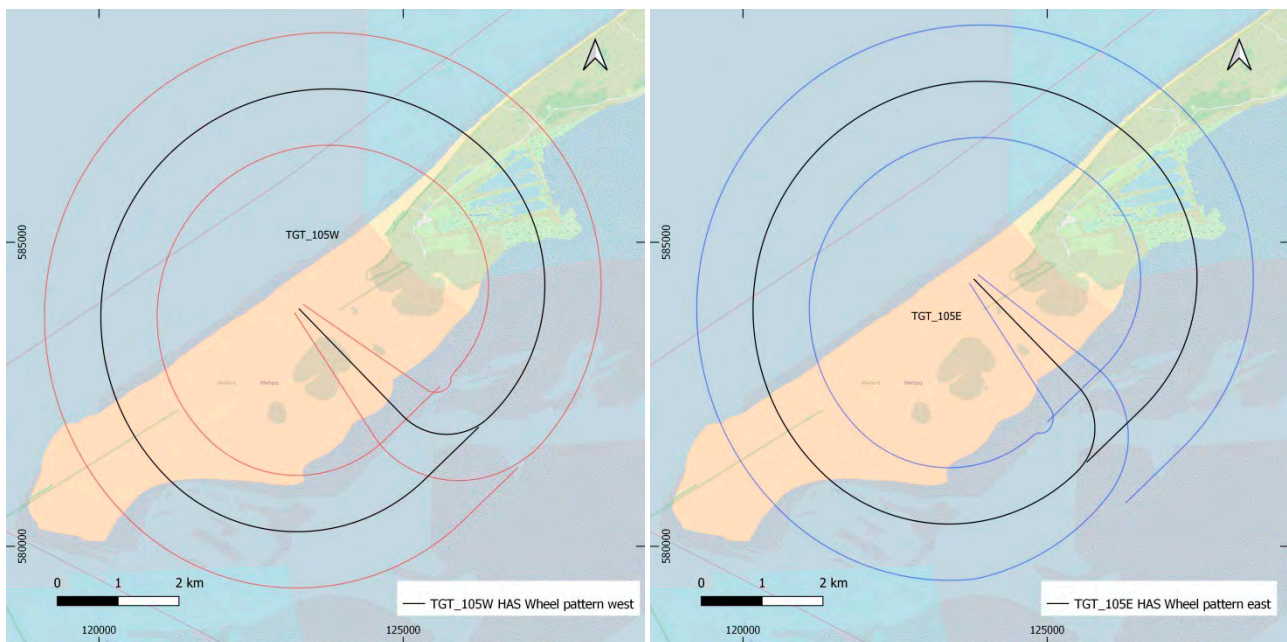 TGT_105W
585000
580000
0 1 2 km
TGT_105W HAS Wheel pattern west
120000
125000
TGT_105E
585000
580000
0 1 2 km
TGT_105E HAS Wheel pattern east
120000
125000